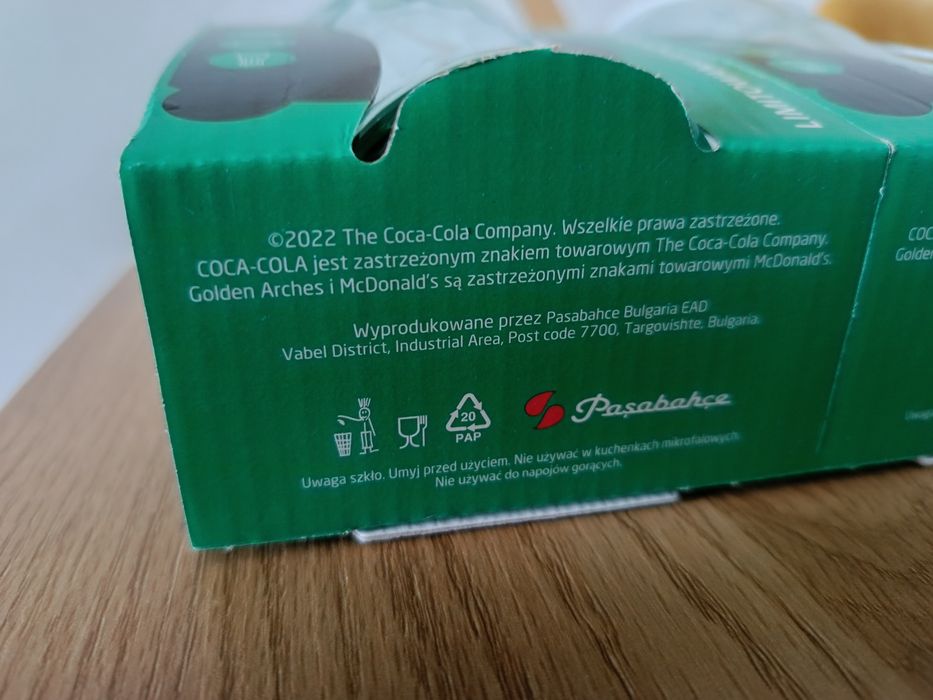 ©2022 The Coca-Cola Company. Wszelkie prawa zastrzeżone.
COCA-COLA jest zastrzeżonym znakiem towarowym The Coca-Cola Company.
Golden Arches i McDonald's są zastrzeżonymi znakami towarowymi McDonald's.
Wyprodukowane przez Pasabahce Bulgaria EAD
Vabel District, Industrial Area, Post code 7700, Targovishte, Bulgaria.
20
PAP
Paşabahçe
Uwaga szkło. Umyj przed użyciem. Nie używać w kuchenkach mikrofalowych.
Nie używać do napojów gorących.
COC
Golden